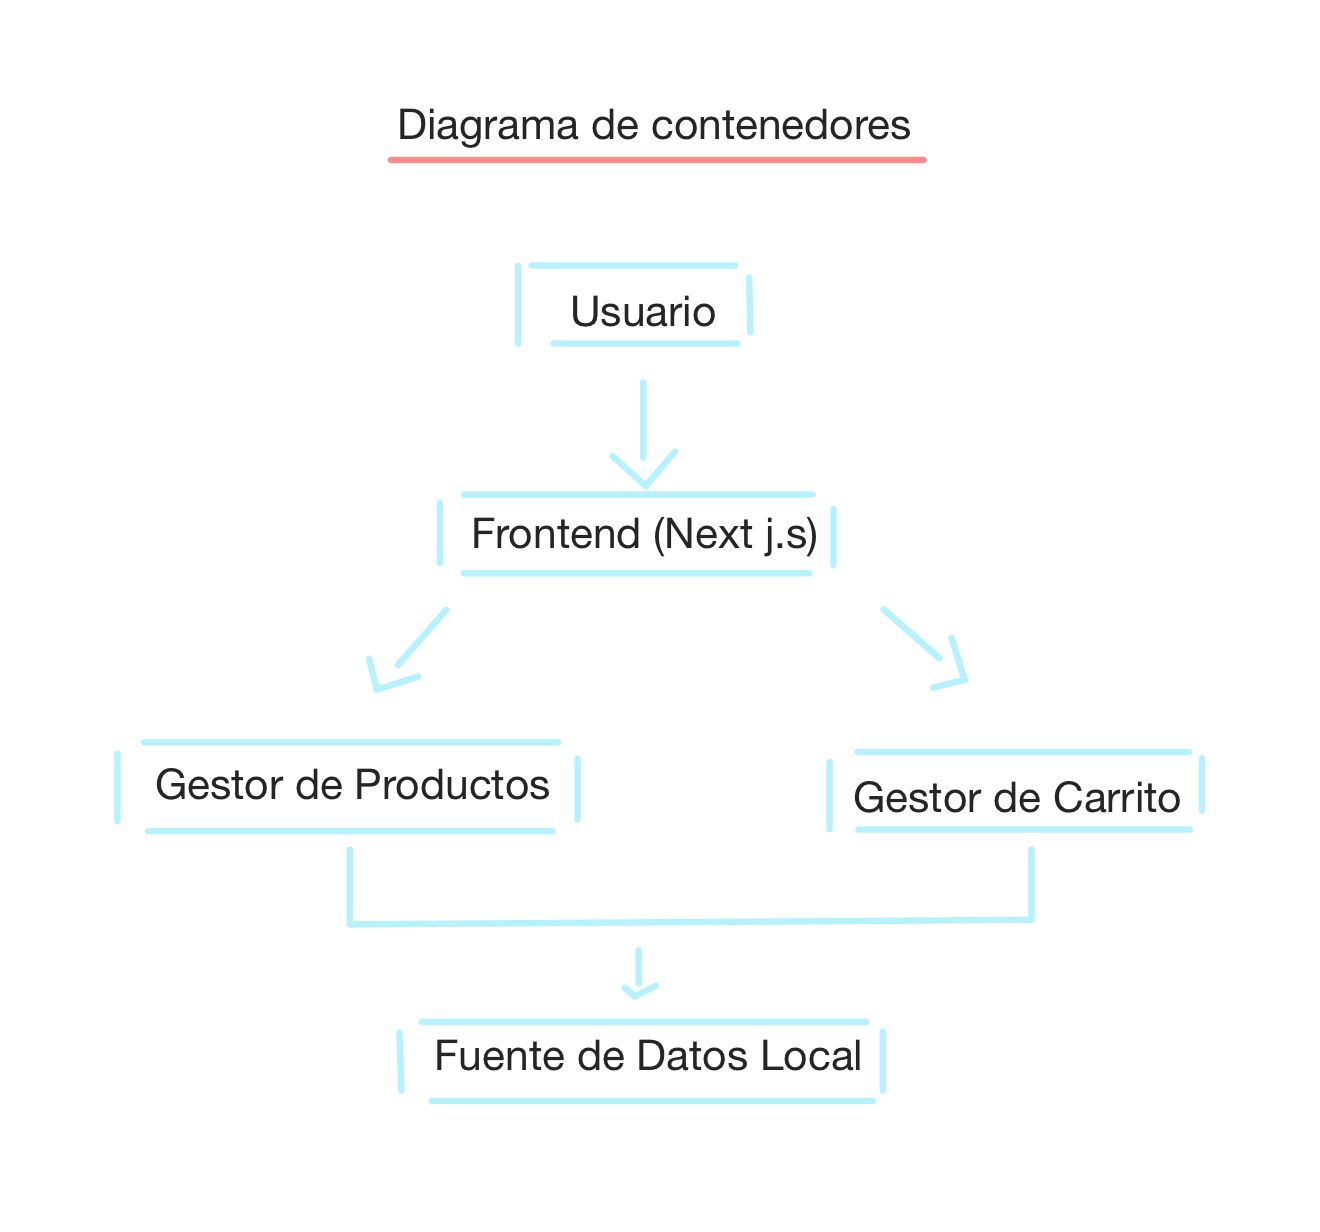 Diagrama de contenedores
Usuario
Frontend (Next j.s)
Gestor de Productos
Gestor de Carrito
Fuente de Datos Local